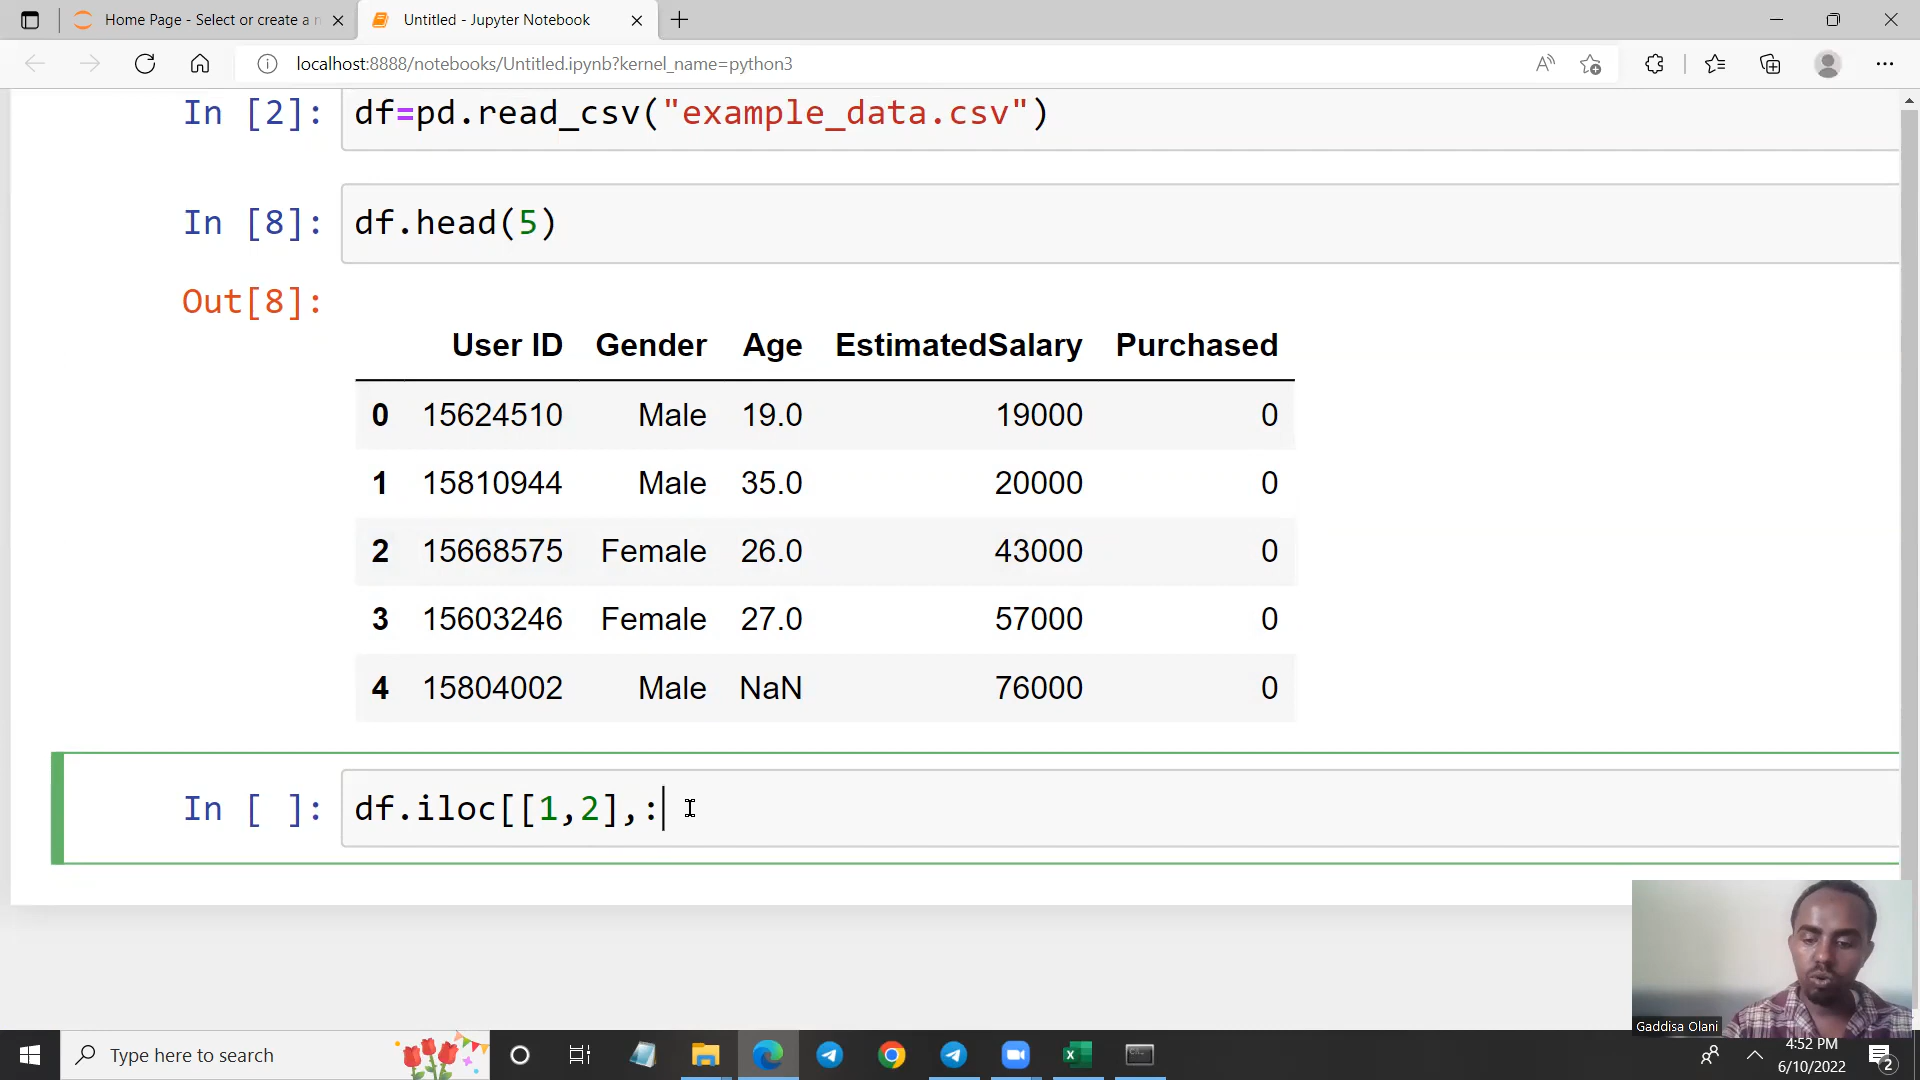 Home Page - Select or create a n
Untitled - Jupyter Notebook
localhost:8888/notebooks/Untitled.ipynb?kernel_name=python3
In [2]: df=pd.read_csv("example_data.csv")
In [8]: df.head(5)
Out[8]:
User ID Gender Age EstimatedSalary Purchased
0 15624510 Male 19.0 19000 0
1 15810944 Male 35.0 20000 0
2 15668575 Female 26.0 43000 0
3 15603246 Female 27.0 57000 0
4 15804002 Male NaN 76000 0
In [ ]: df.iloc[[1,2],:
Gaddisa Olani
Type here to search
4:52 PM
6/10/2022
2